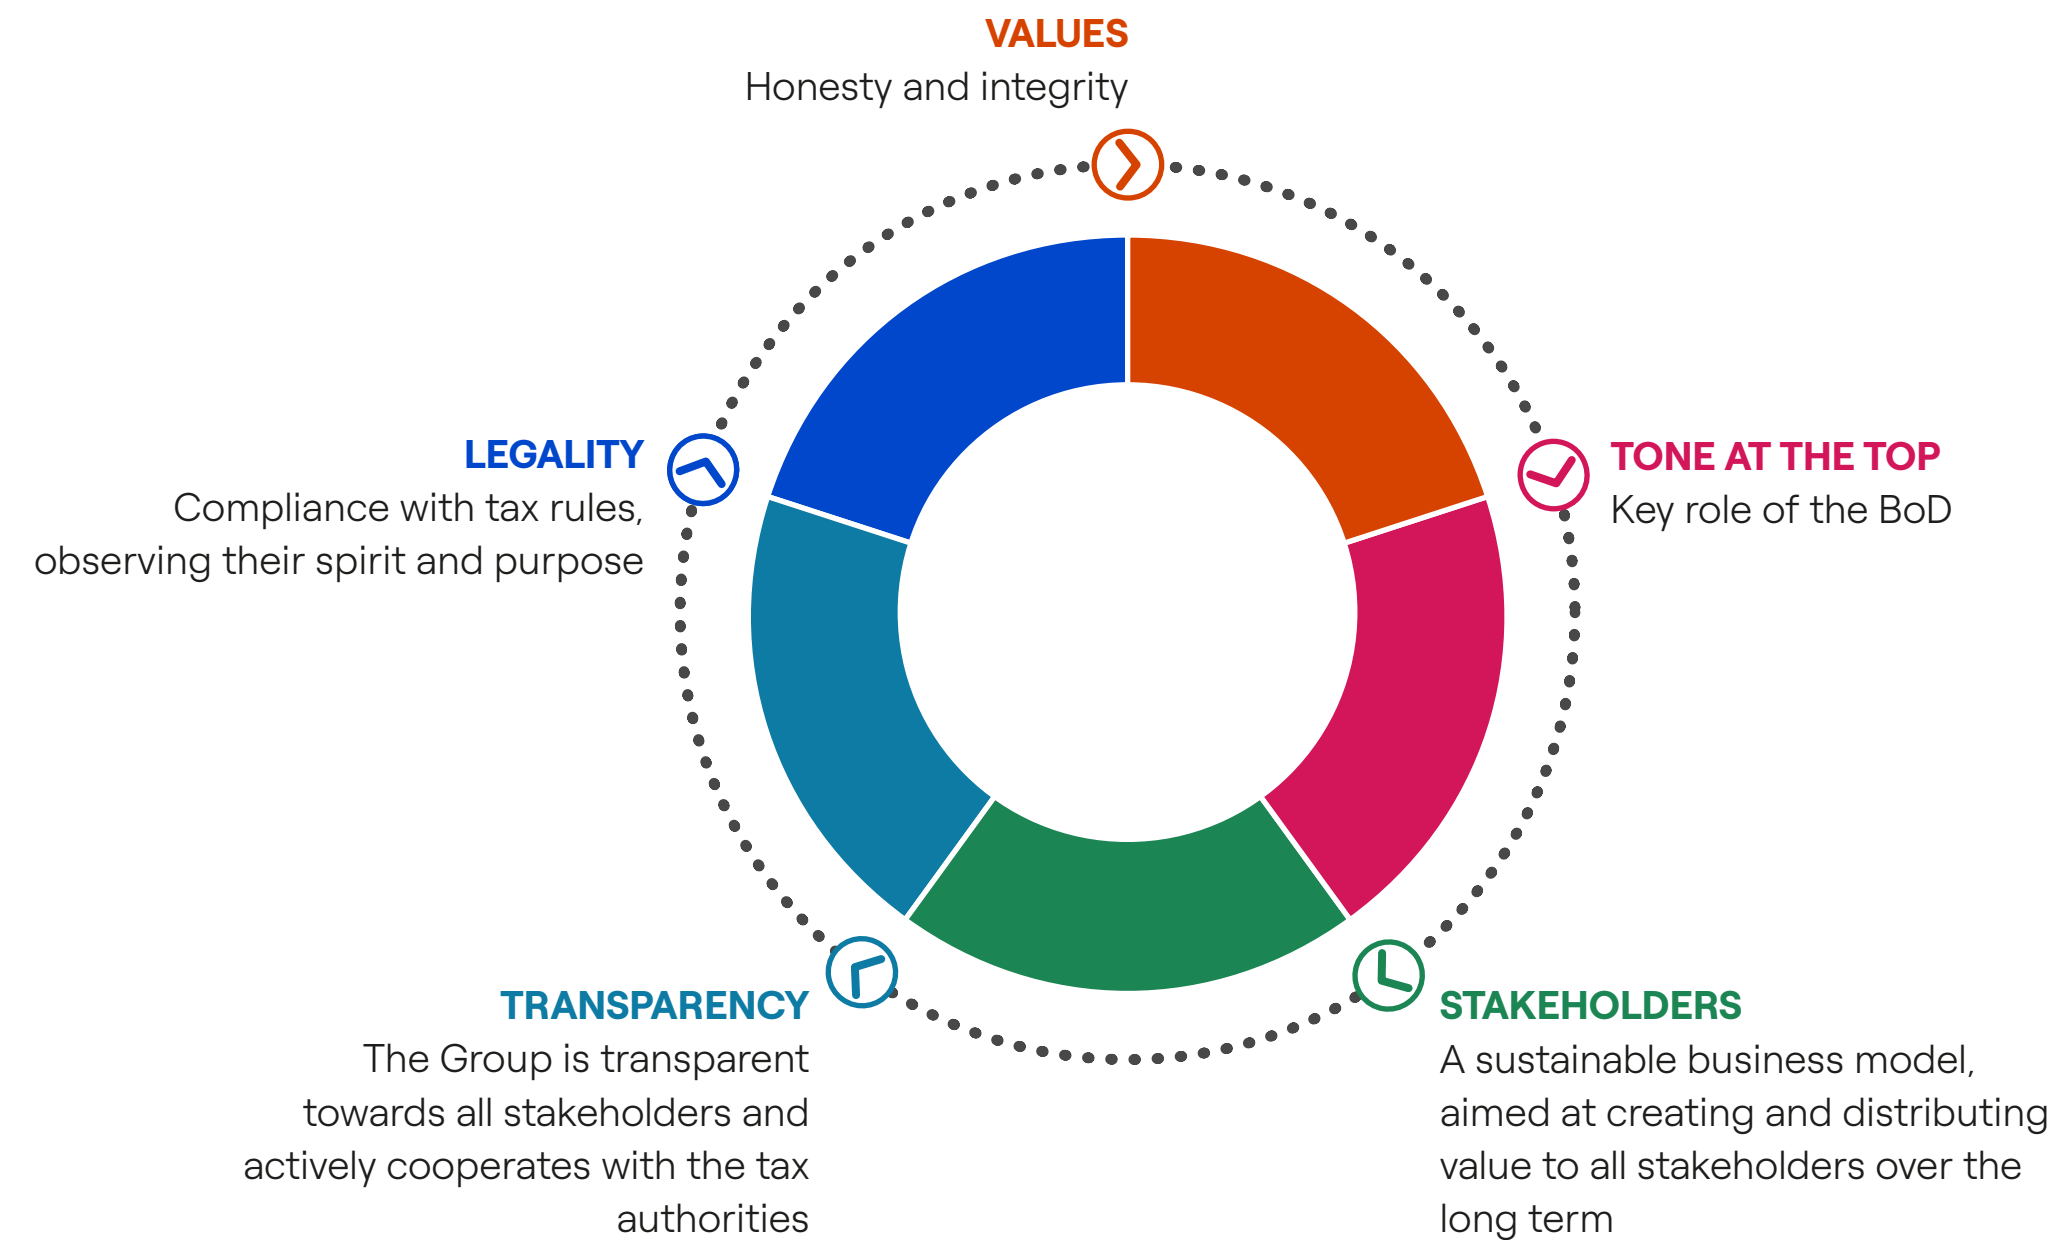 VALUES
Honesty and integrity
TONE AT THE TOP
Key role of the BoD
STAKEHOLDERS
A sustainable business model,
aimed at creating and distributing
value to all stakeholders over the
long term
TRANSPARENCY
The Group is transparent
towards all stakeholders and
actively cooperates with the tax
authorities
LEGALITY
Compliance with tax rules,
observing their spirit and purpose